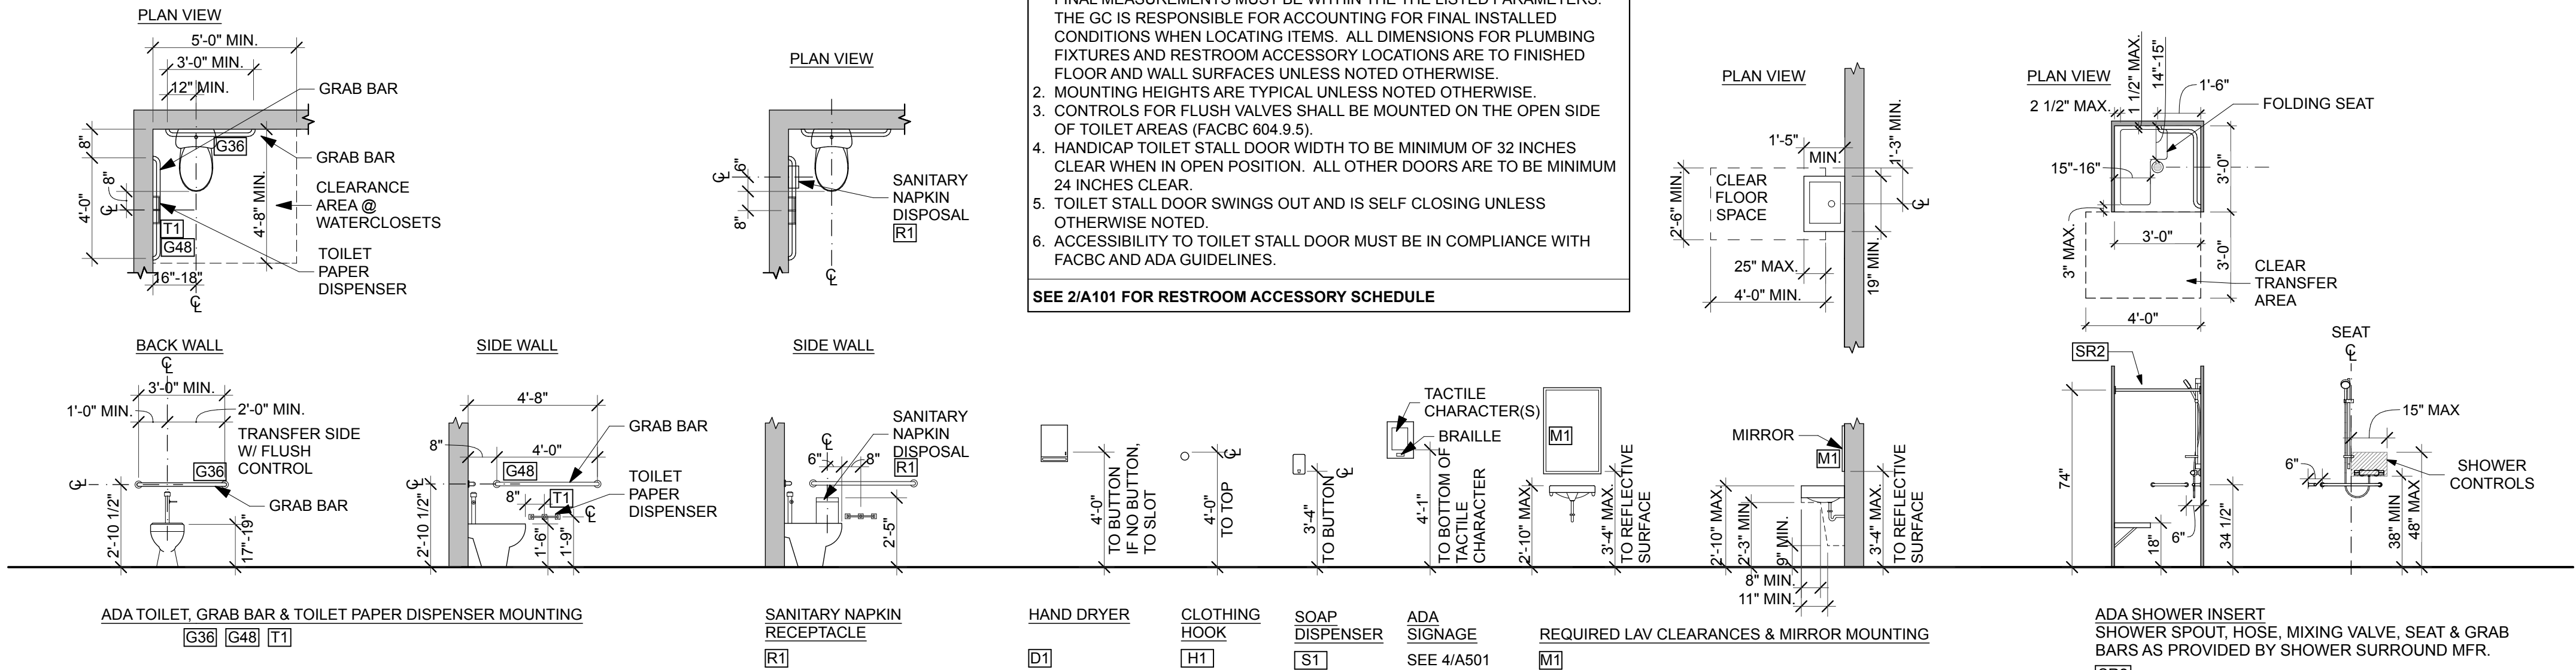 PLAN VIEW
5'-0" MIN.
3'-0" MIN.
12" MIN.
GRAB BAR
G36
GRAB BAR
8"
8"
4'-0"
CL
CLEARANCE
AREA @
WATERCLOSETS
4'-8" MIN.
T1
G48
TOILET
PAPER
DISPENSER
16"-18"
CL
PLAN VIEW
CL
6"
8"
SANITARY
NAPKIN
DISPOSAL
R1
CL
FINAL MEASUREMENTS MUST BE WITHIN THE THE LISTED PARAMETERS.
THE GC IS RESPONSIBLE FOR ACCOUNTING FOR FINAL INSTALLED
CONDITIONS WHEN LOCATING ITEMS. ALL DIMENSIONS FOR PLUMBING
FIXTURES AND RESTROOM ACCESSORY LOCATIONS ARE TO FINISHED
FLOOR AND WALL SURFACES UNLESS NOTED OTHERWISE.
2. MOUNTING HEIGHTS ARE TYPICAL UNLESS NOTED OTHERWISE.
3. CONTROLS FOR FLUSH VALVES SHALL BE MOUNTED ON THE OPEN SIDE
OF TOILET AREAS (FACBC 604.9.5).
4. HANDICAP TOILET STALL DOOR WIDTH TO BE MINIMUM OF 32 INCHES
CLEAR WHEN IN OPEN POSITION. ALL OTHER DOORS ARE TO BE MINIMUM
24 INCHES CLEAR.
5. TOILET STALL DOOR SWINGS OUT AND IS SELF CLOSING UNLESS
OTHERWISE NOTED.
6. ACCESSIBILITY TO TOILET STALL DOOR MUST BE IN COMPLIANCE WITH
FACBC AND ADA GUIDELINES.
SEE 2/A101 FOR RESTROOM ACCESSORY SCHEDULE
PLAN VIEW
1'-5"
MIN.
1'-3" MIN.
CLEAR
FLOOR
SPACE
2'-6" MIN.
CL
19" MIN.
25" MAX.
4'-0" MIN.
PLAN VIEW
2 1/2" MAX.
1 1/2" MAX.
14"-15"
1'-6"
FOLDING SEAT
15"-16"
3'-0"
3" MAX.
3'-0"
3'-0"
CLEAR
TRANSFER
AREA
4'-0"
BACK WALL
CL
3'-0" MIN.
1'-0" MIN.
2'-0" MIN.
TRANSFER SIDE
W/ FLUSH
CONTROL
G36
CL
GRAB BAR
2'-10 1/2"
17"-19"
SIDE WALL
4'-8"
8"
4'-0"
GRAB BAR
G48
CL
8"
T1
TOILET
PAPER
DISPENSER
CL
2'-10 1/2"
1'-6"
1'-9"
SIDE WALL
CL
6"
8"
SANITARY
NAPKIN
DISPOSAL
R1
2'-5"
4'-0"
TO BUTTON
IF NO BUTTON,
TO SLOT
CL
4'-0"
TO TOP
CL
3'-4"
TO BUTTON
TACTILE
CHARACTER(S)
BRAILLE
4'-1"
TO BOTTOM OF
TACTILE
CHARACTER
M1
2'-10" MAX.
3'-4" MAX.
TO REFLECTIVE
SURFACE
MIRROR
M1
2'-10" MAX.
2'-3" MIN.
9" MIN.
8" MIN.
11" MIN.
3'-4" MAX.
TO REFLECTIVE
SURFACE
SR2
74"
18"
6"
34 1/2"
SEAT
CL
15" MAX
6"
SHOWER
CONTROLS
38" MIN
48" MAX
ADA TOILET, GRAB BAR & TOILET PAPER DISPENSER MOUNTING
G36 G48 T1
SANITARY NAPKIN
RECEPTACLE
R1
HAND DRYER
D1
CLOTHING
HOOK
H1
SOAP
DISPENSER
S1
ADA
SIGNAGE
SEE 4/A501
REQUIRED LAV CLEARANCES & MIRROR MOUNTING
M1
ADA SHOWER INSERT
SHOWER SPOUT, HOSE, MIXING VALVE, SEAT & GRAB
BARS AS PROVIDED BY SHOWER SURROUND MFR.